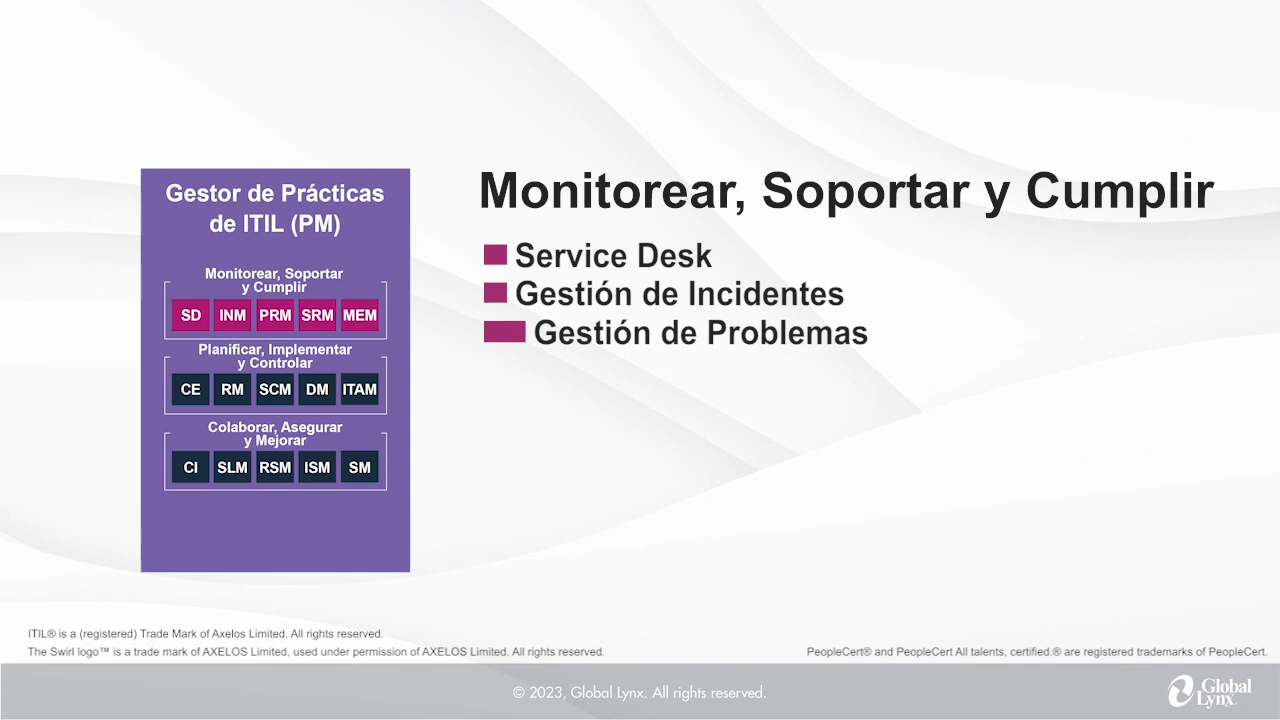 Gestor de Prácticas
de ITIL (PM)
Monitorear, Soportar
y Cumplir
SD INM PRM SRM MEM
Planificar, Implementar
y Controlar
CE RM SCM DM ITAM
Colaborar, Asegurar
y Mejorar
CI SLM RSM ISM SM
Monitorear, Soportar y Cumplir
Service Desk
Gestión de Incidentes
Gestión de Problemas
ITIL® is a (registered) Trade Mark of Axelos Limited. All rights reserved.
The Swirl logo™ is a trade mark of AXELOS Limited, used under permission of AXELOS Limited. All rights reserved.
PeopleCert® and PeopleCert All talents, certified.® are registered trademarks of PeopleCert.
© 2023, Global Lynx. All rights reserved.
Global
Lynx